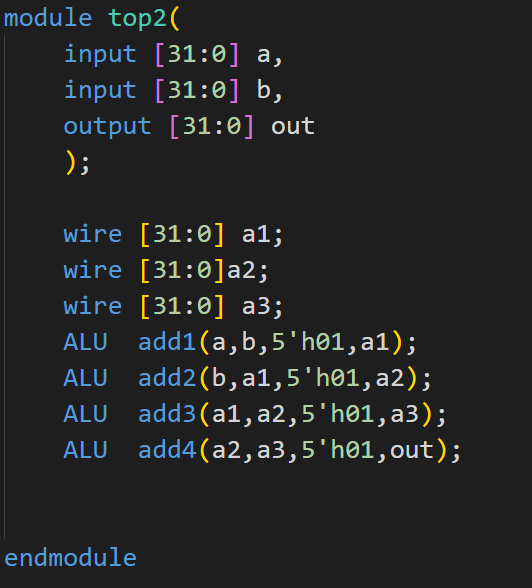 module top2(
    input [31:0] a,
    input [31:0] b,
    output [31:0] out
    );
    wire [31:0] a1;
    wire [31:0]a2;
    wire [31:0] a3;
    ALU  add1(a,b,5'h01,a1);
    ALU  add2(b,a1,5'h01,a2);
    ALU  add3(a1,a2,5'h01,a3);
    ALU  add4(a2,a3,5'h01,out);
endmodule